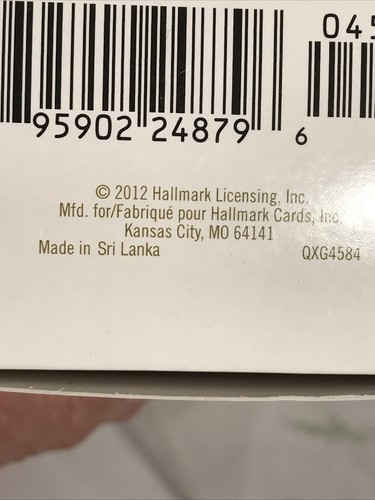 045
95902 24879 6
© 2012 Hallmark Licensing, Inc.
Mfd. for/Fabriqué pour Hallmark Cards, Inc.
Kansas City, MO 64141
Made in Sri Lanka QXG4584